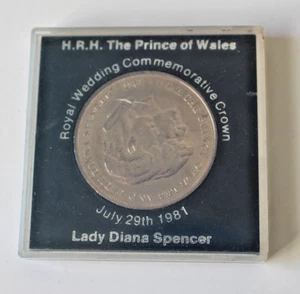 H.R.H. The Prince of Wales
Royal Wedding Commemorative Crown
July 29th 1981
Lady Diana Spencer